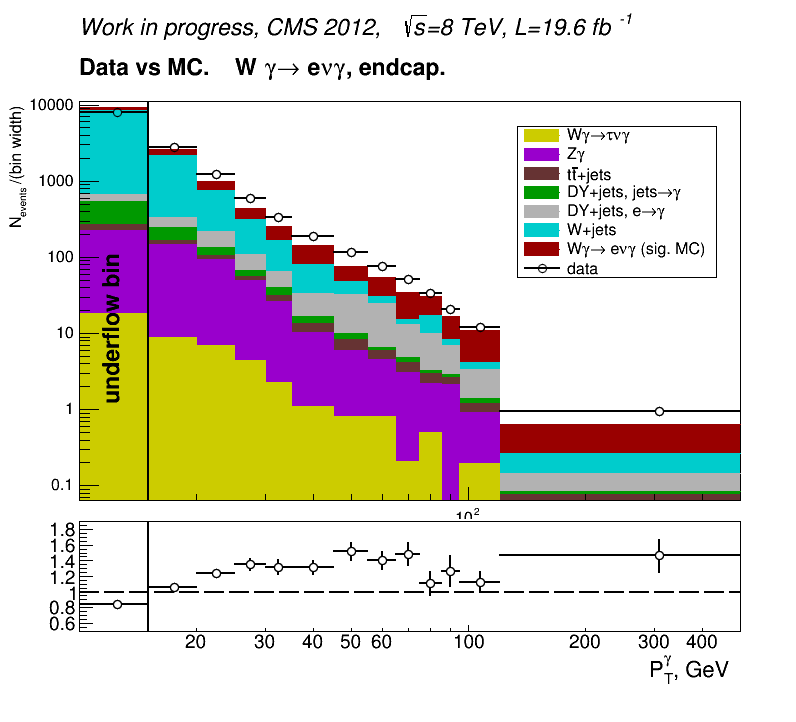 Work in progress, CMS 2012, √s=8 TeV, L=19.6 fb⁻¹
Data vs MC. W γ→ eνγ, endcap.
N_events /(bin width)
10000
1000
100
10
1
0.1
underflow bin
Wγ→τνγ
Zγ
tt̄+jets
DY+jets, jets→γ
DY+jets, e→γ
W+jets
Wγ→ eνγ (sig. MC)
data
10²
1.8
1.6
1.4
1.2
1
0.8
0.6
20 30 40 50 60 100 200 300 400
P_T^γ, GeV